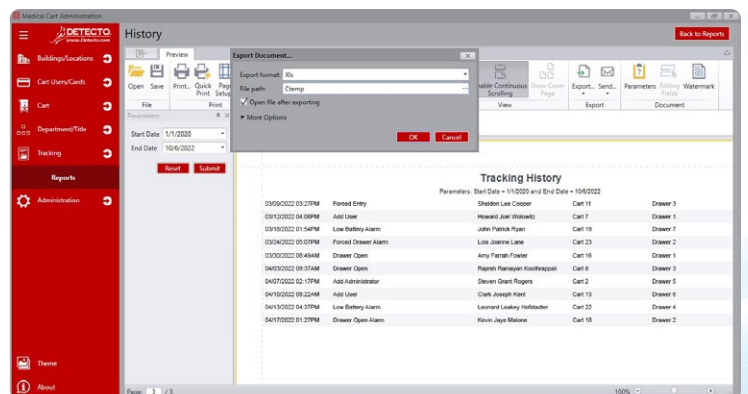 Medical Cart Administration
DETECTO.
www.Detecto.com
History
Back to Reports
Buildings/Locations
Cart Users/Cards
Cart
Department/Title
Tracking
Reports
Administration
Theme
About
Preview
Open Save Print... Quick Print Page Setup
File Print
Export Document...
Export format: Xls
File path: Ctemp
Open file after exporting
More Options
OK Cancel
able Continuous Scrolling Show Cover Page Export... Send... Parameters Editing Fields Watermark
View Export Document
Parameters
Start Date 1/1/2020
End Date 10/6/2022
Reset Submit
Tracking History
Parameters: Start Date = 1/1/2020 and End Date = 10/6/2022
03/09/2022 03:27PM Forced Entry Sheldon Lee Cooper Cart 11 Drawer 3
03/12/2022 04:06PM Add User Howard Joel Wolowitz Cart 7 Drawer 1
03/15/2022 01:54PM Low Battery Alarm John Patrick Ryan Cart 19 Drawer 7
03/24/2022 05:07PM Forced Drawer Alarm Lois Joanne Lane Cart 23 Drawer 2
03/30/2022 08:49AM Drawer Open Amy Farrah Fowler Cart 16 Drawer 1
04/03/2022 09:37AM Drawer Open Rajesh Ramayan Koothrappali Cart 8 Drawer 3
04/07/2022 02:17PM Add Administrator Steven Grant Rogers Cart 2 Drawer 5
04/10/2022 08:22AM Add User Clark Joseph Kent Cart 13 Drawer 6
04/13/2022 04:37PM Low Battery Alarm Leonard Leakey Hofstadter Cart 22 Drawer 4
04/17/2022 01:27PM Drawer Open Alarm Kevin Jaye Malone Cart 10 Drawer 2
Page: 3 / 3
100%